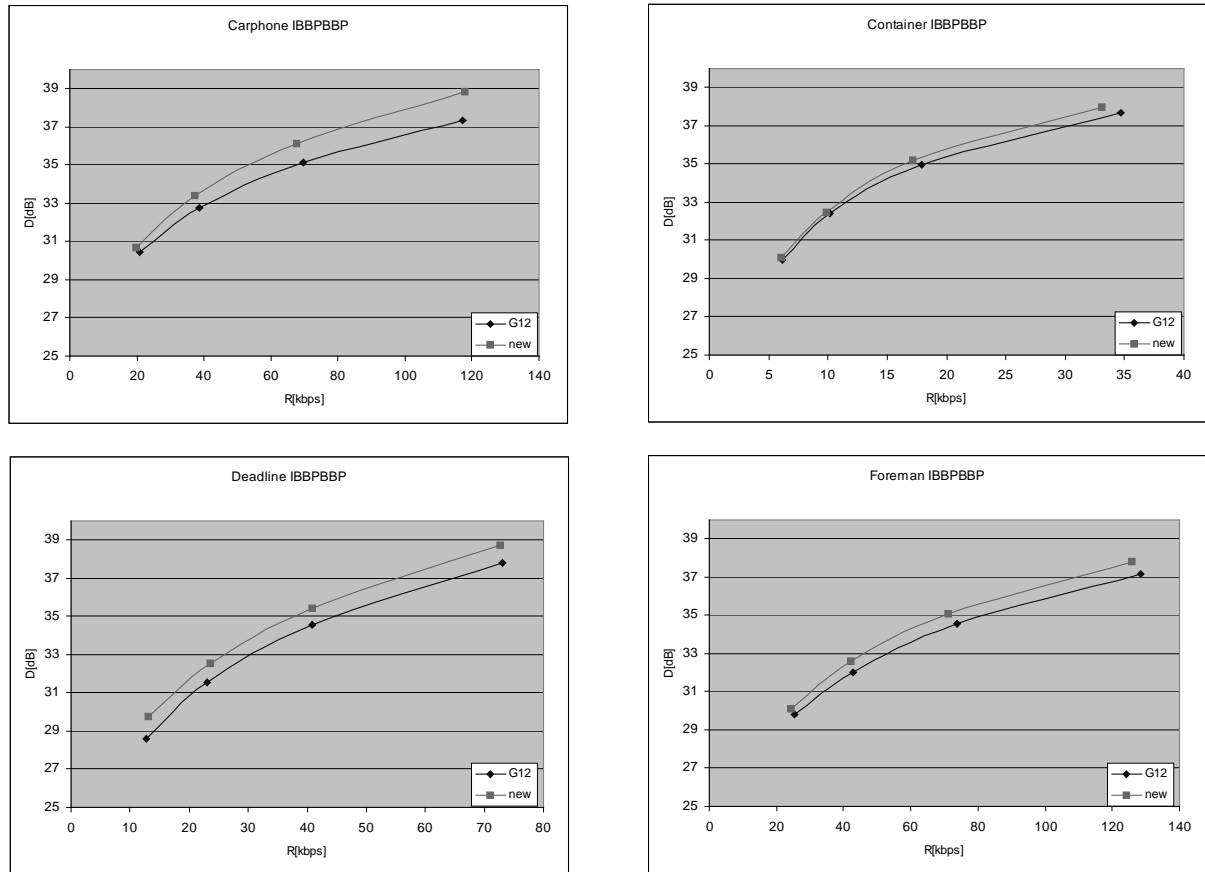 Carphone IBBPBBP
39
37
35
33
31
29
27
25
D[dB]
0 20 40 60 80 100 120 140
R[kbps]
G12
new
Container IBBPBBP
39
37
35
33
31
29
27
25
D[dB]
0 5 10 15 20 25 30 35 40
R[kbps]
G12
new
Deadline IBBPBBP
39
37
35
33
31
29
27
25
D[dB]
0 10 20 30 40 50 60 70 80
R[kbps]
G12
new
Foreman IBBPBBP
39
37
35
33
31
29
27
25
D[dB]
0 20 40 60 80 100 120 140
R[kbps]
G12
new